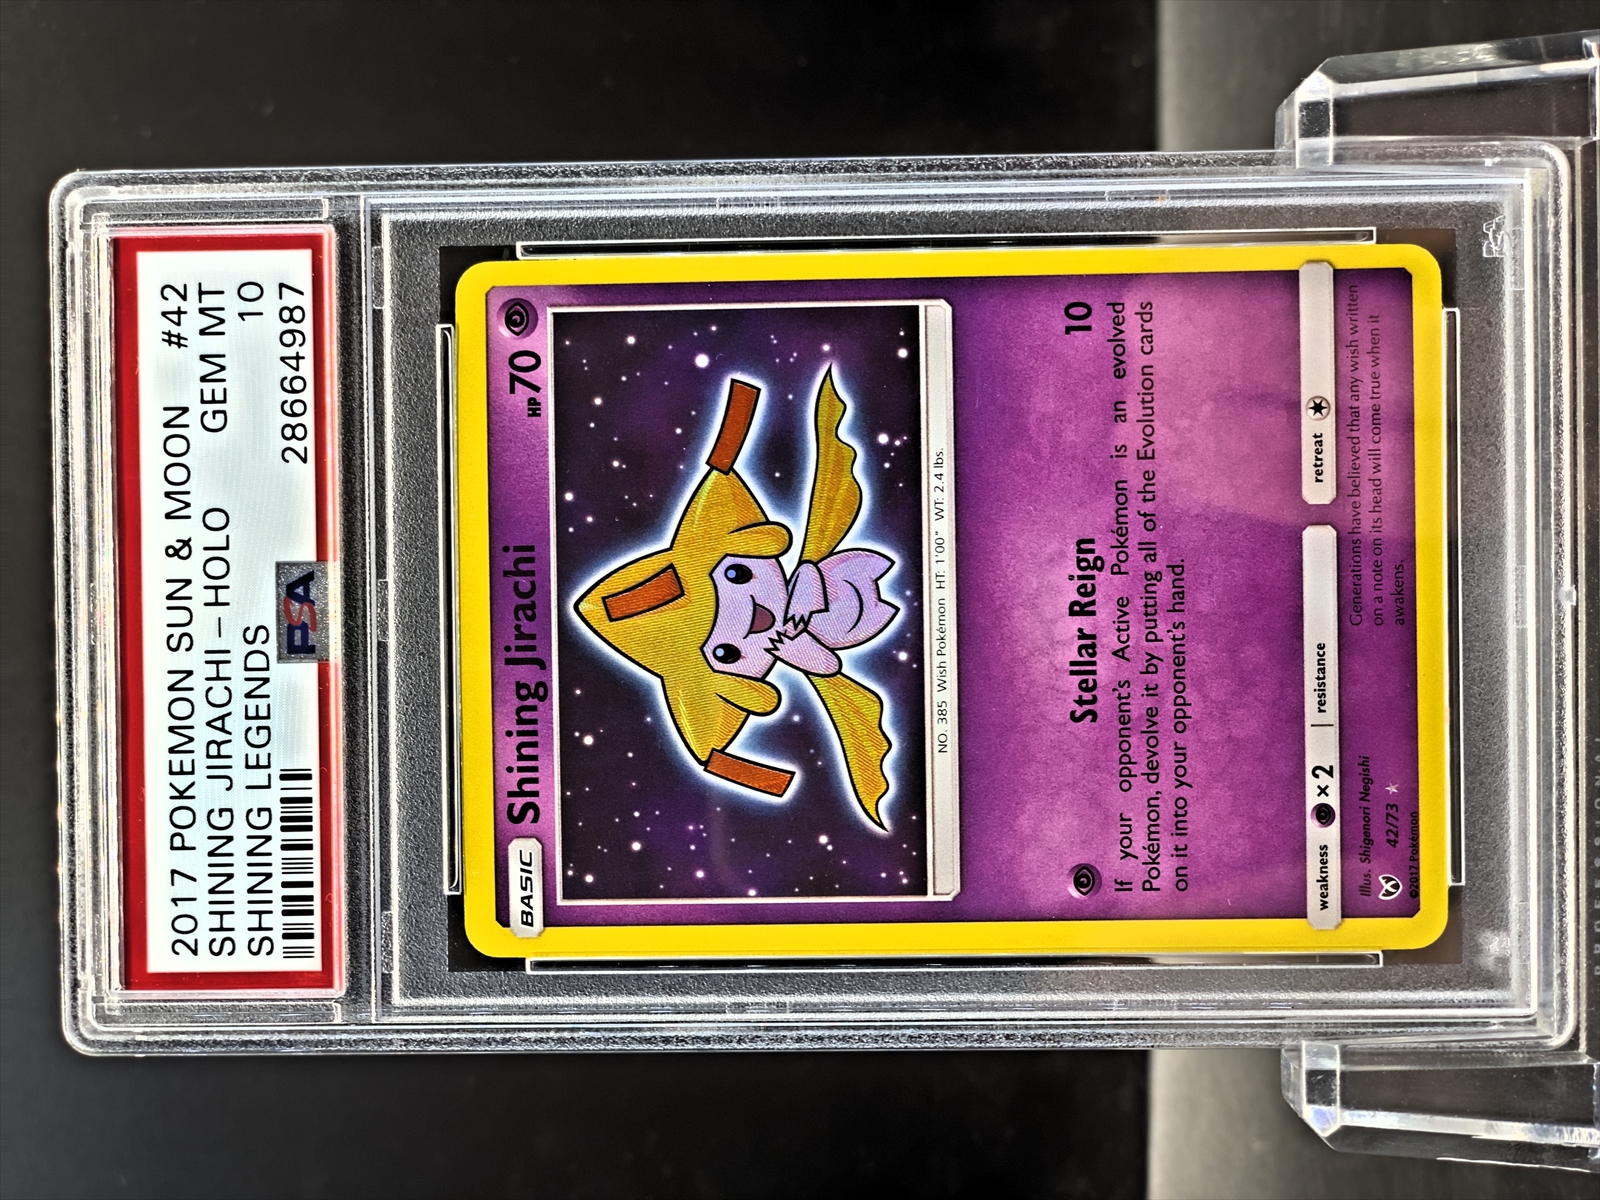 2017 POKEMON SUN & MOON #42
SHINING JIRACHI – HOLO GEM MT
SHINING LEGENDS 10
28664987
PSA
BASIC Shining Jirachi HP 70
NO. 385 Wish Pokémon HT: 1'00" WT: 2.4 lbs.
Stellar Reign 10
If your opponent's Active Pokémon is an evolved
Pokémon, devolve it by putting all of the Evolution cards
on it into your opponent's hand.
weakness ×2 resistance retreat
Illus. Shigenori Negishi
42/73
©2017 Pokémon
Generations have believed that any wish written
on a note on its head will come true when it
awakens.